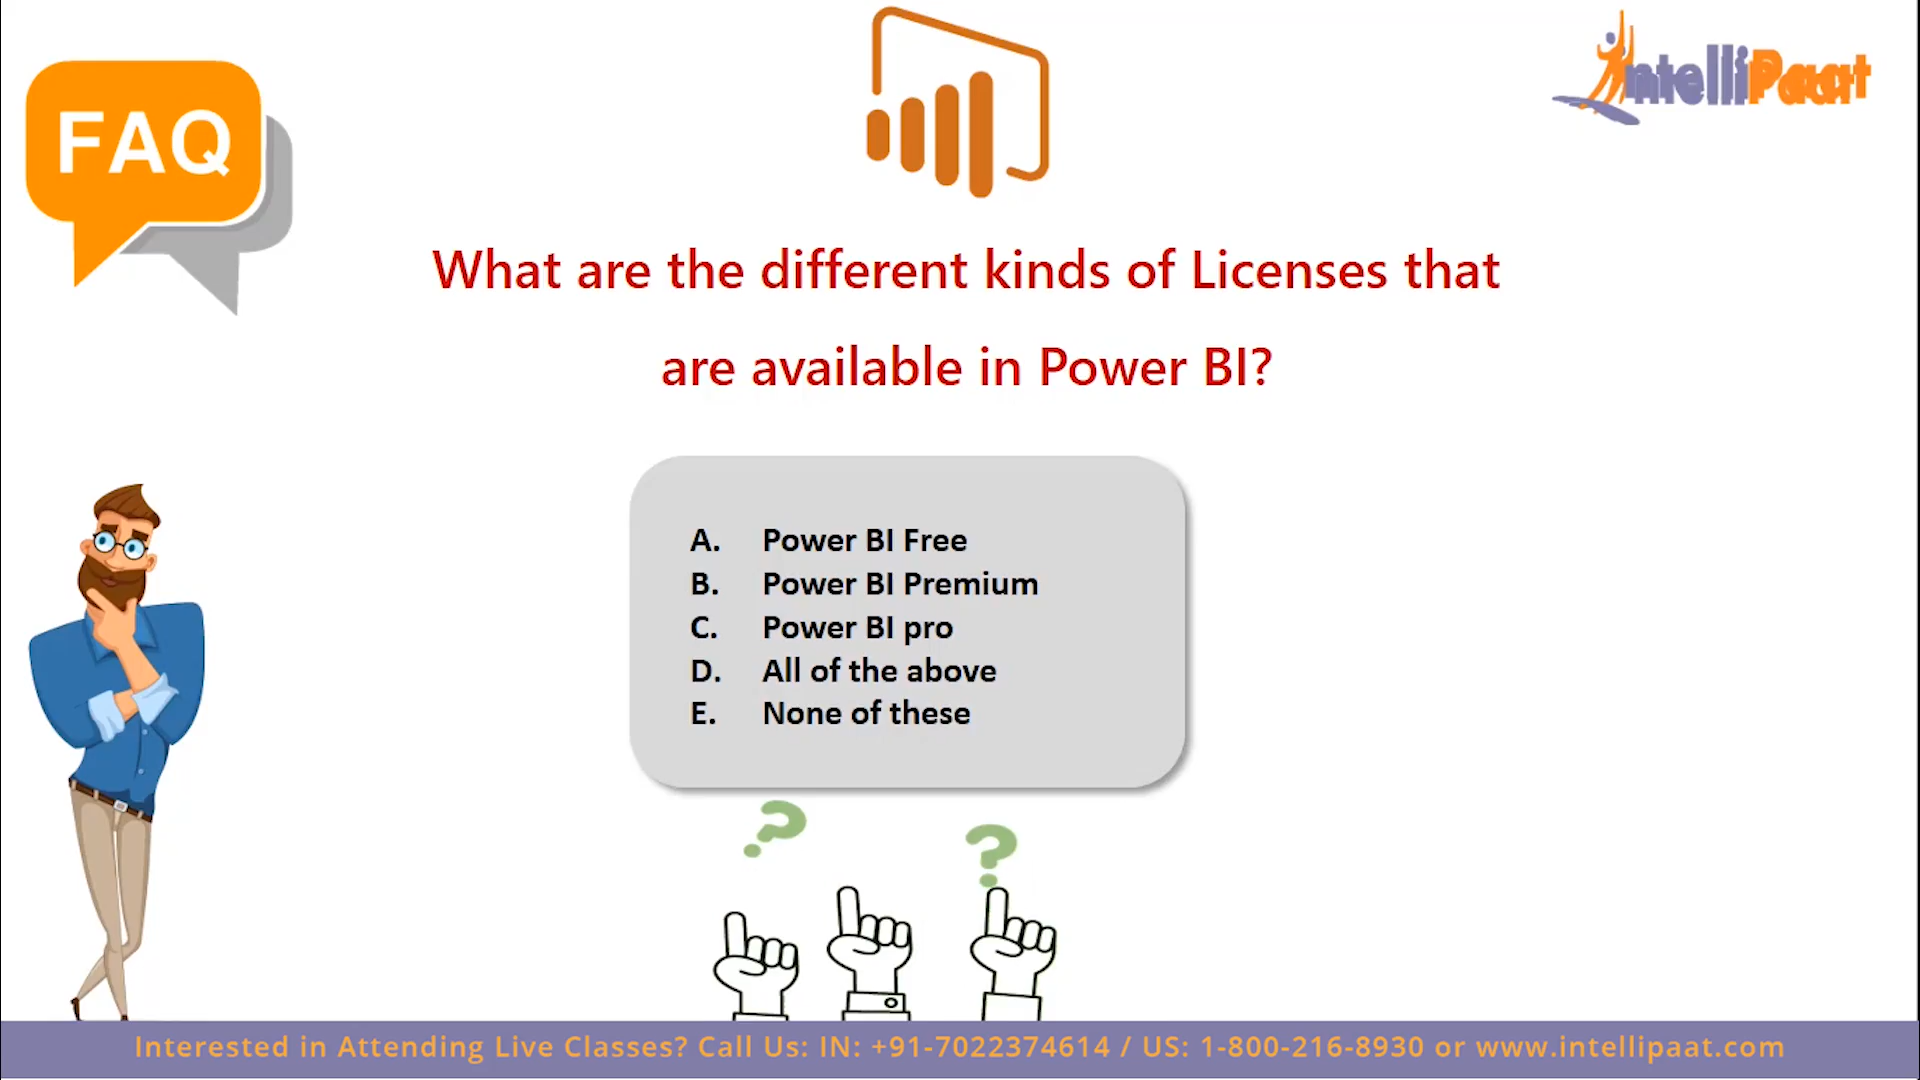 FAQ
IntelliPaat
What are the different kinds of Licenses that
are available in Power BI?
A. Power BI Free
B. Power BI Premium
C. Power BI pro
D. All of the above
E. None of these
Interested in Attending Live Classes? Call Us: IN: +91-7022374614 / US: 1-800-216-8930 or www.intellipaat.com